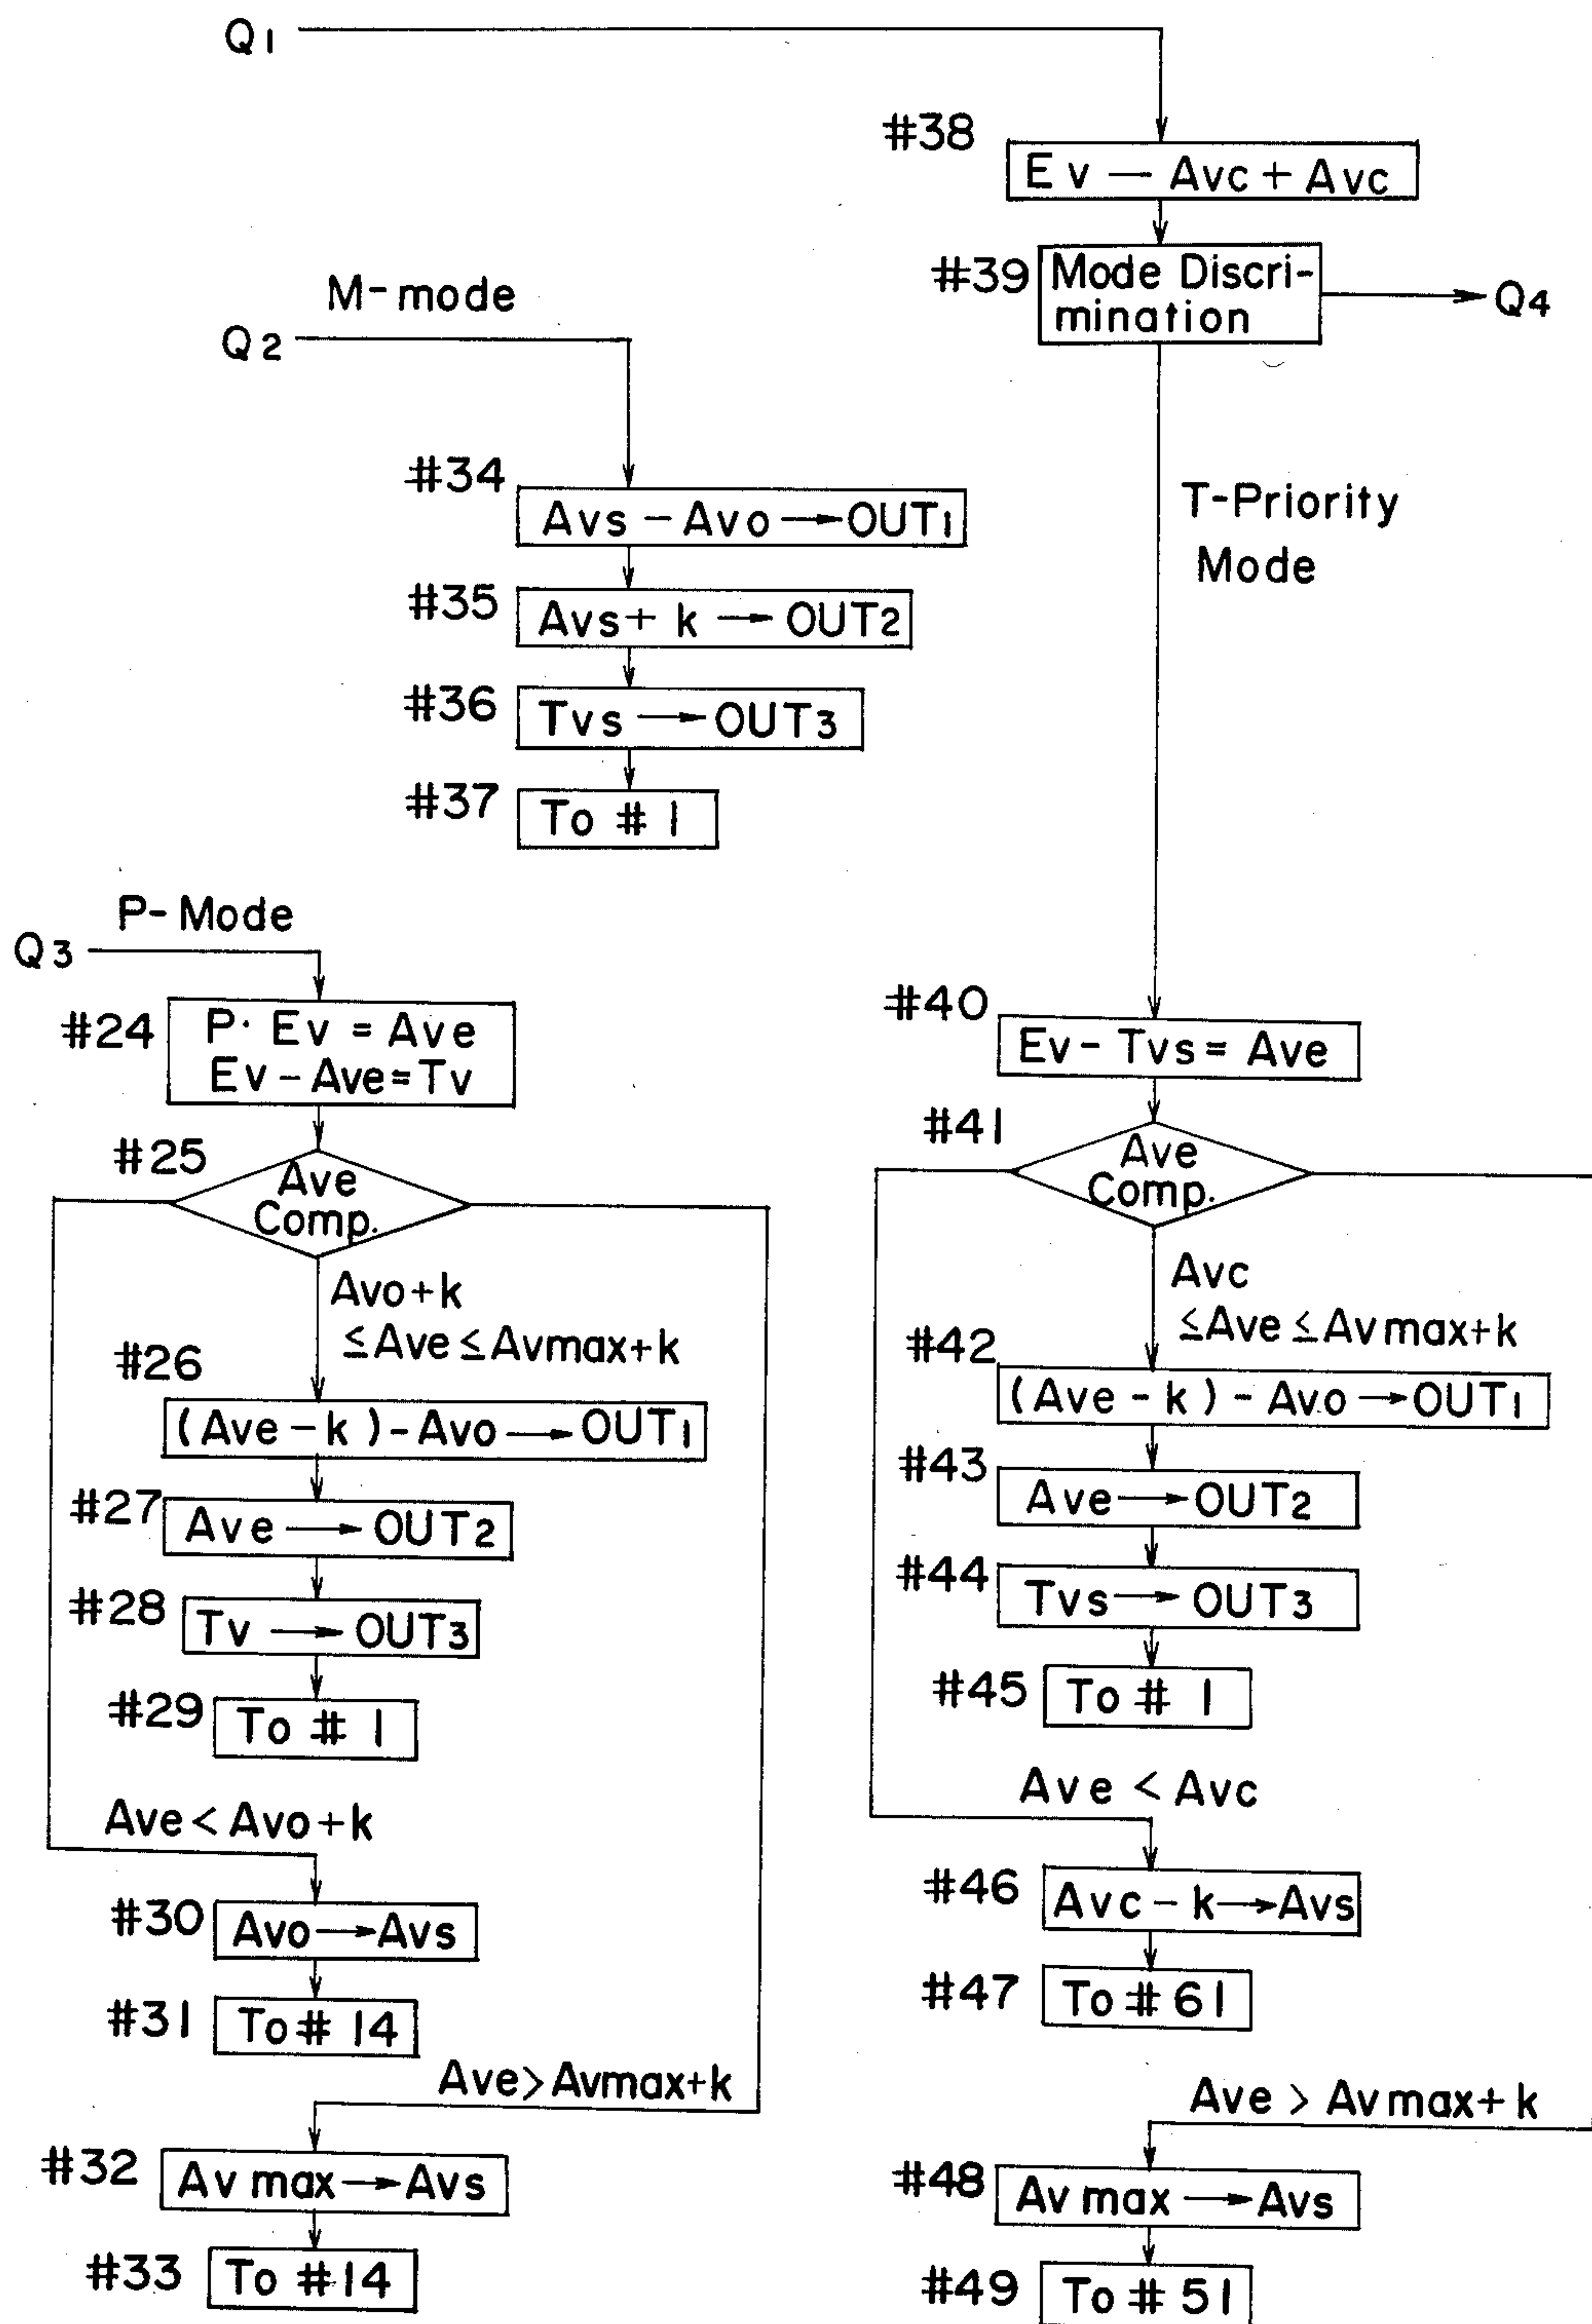 Q1
#38
Ev — Avc + Avc
#39
Mode Discri-
mination
Q4
M-mode
Q2
T-Priority
Mode
#34
Avs - Avo → OUT1
#35
Avs + k → OUT2
#36
Tvs → OUT3
#37
To # 1
P-Mode
Q3
#24
P· Ev = Ave
Ev - Ave = Tv
#25
Ave
Comp.
Avo+k
≤Ave ≤Avmax+k
#26
(Ave - k) - Avo → OUT1
#27
Ave → OUT2
#28
Tv → OUT3
#29
To # 1
Ave < Avo + k
#30
Avo → Avs
#31
To # 14
Ave > Avmax+k
#32
Av max → Avs
#33
To #14
#40
Ev - Tvs = Ave
#41
Ave
Comp.
Avc
≤Ave ≤Avmax+k
#42
(Ave - k) - Avo → OUT1
#43
Ave → OUT2
#44
Tvs → OUT3
#45
To # 1
Ave < Avc
#46
Avc - k → Avs
#47
To # 61
Ave > Avmax+ k
#48
Av max → Avs
#49
To # 51